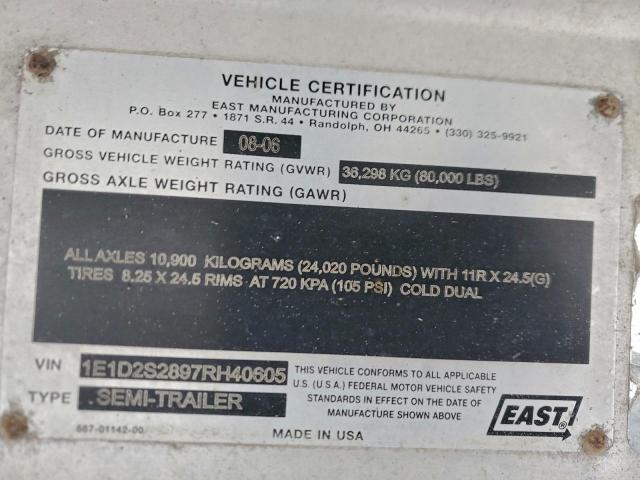 VEHICLE CERTIFICATION
MANUFACTURED BY
EAST MANUFACTURING CORPORATION
P.O. Box 277 • 1871 S.R. 44 • Randolph, OH 44265 • (330) 325-9921
DATE OF MANUFACTURE 08-06
GROSS VEHICLE WEIGHT RATING (GVWR) 36,298 KG (80,000 LBS)
GROSS AXLE WEIGHT RATING (GAWR)
ALL AXLES 10,900 KILOGRAMS (24,020 POUNDS) WITH 11R X 24.5(G)
TIRES 8.25 X 24.5 RIMS AT 720 KPA (105 PSI) COLD DUAL
VIN 1E1D2S2897RH40605
TYPE SEMI-TRAILER
THIS VEHICLE CONFORMS TO ALL APPLICABLE
U.S. (U.S.A.) FEDERAL MOTOR VEHICLE SAFETY
STANDARDS IN EFFECT ON THE DATE OF
MANUFACTURE SHOWN ABOVE
EAST
667-01142-00
MADE IN USA